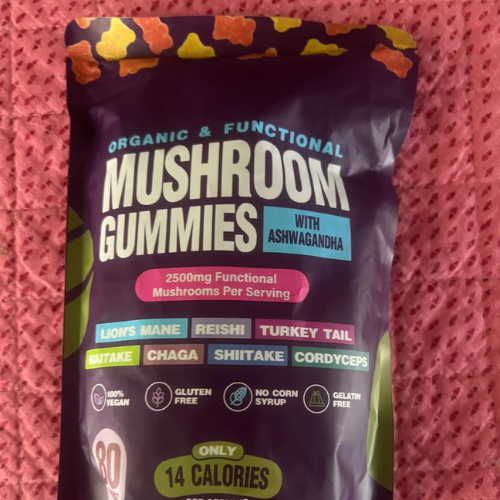 ORGANIC & FUNCTIONAL
MUSHROOM
GUMMIES
WITH
ASHWAGANDHA
2500mg Functional
Mushrooms Per Serving
LION'S MANE REISHI TURKEY TAIL
MAITAKE CHAGA SHIITAKE CORDYCEPS
100%
VEGAN
GLUTEN
FREE
NO CORN
SYRUP
GELATIN
FREE
80
ONLY
14 CALORIES